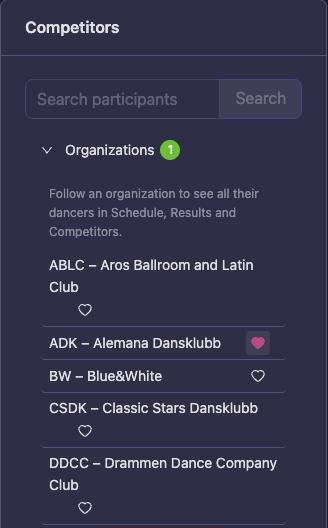 Competitors
Search participants
Search
Organizations 1
Follow an organization to see all their
dancers in Schedule, Results and
Competitors.
ABLC – Aros Ballroom and Latin
Club
ADK – Alemana Dansklubb
BW – Blue&White
CSDK – Classic Stars Dansklubb
DDCC – Drammen Dance Company
Club